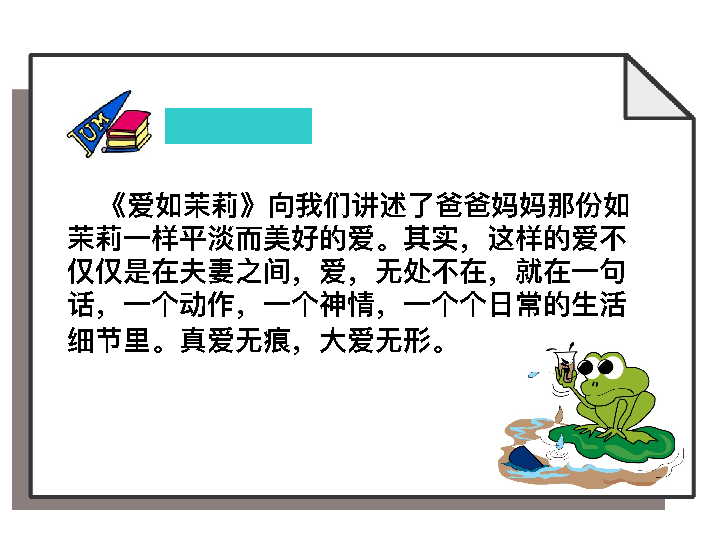 UM
《爱如茉莉》向我们讲述了爸爸妈妈那份如
茉莉一样平淡而美好的爱。其实，这样的爱不
仅仅是在夫妻之间，爱，无处不在，就在一句
话，一个动作，一个神情，一个个日常的生活
细节里。真爱无痕，大爱无形。